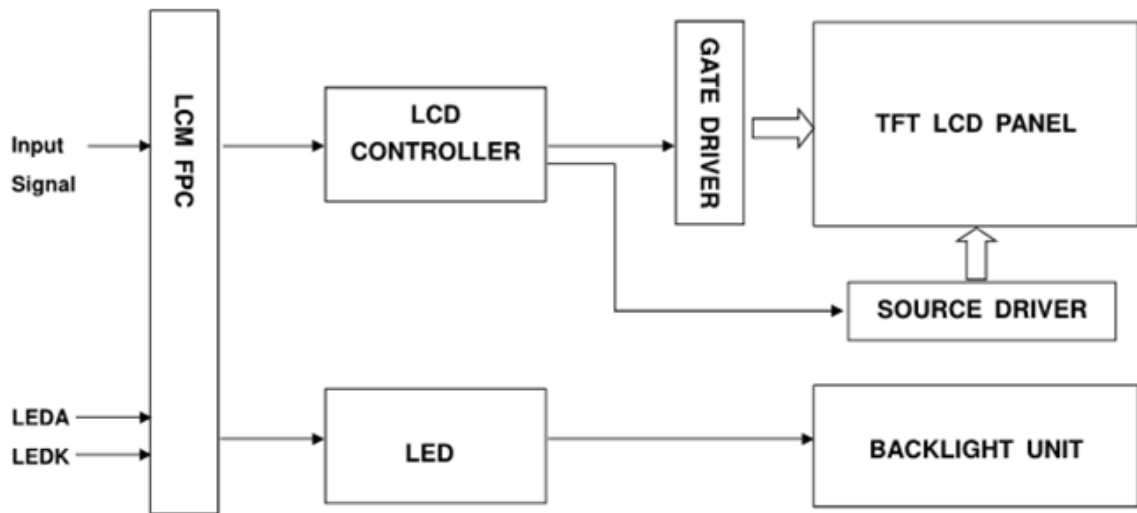 Input
Signal
LEDA
LEDK
LCM FPC
LCD
CONTROLLER
LED
GATE DRIVER
TFT LCD PANEL
SOURCE DRIVER
BACKLIGHT UNIT